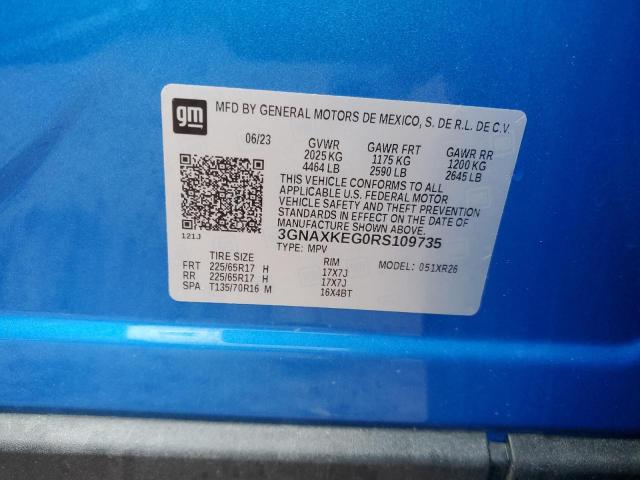 gm
MFD BY GENERAL MOTORS DE MEXICO, S. DE R.L. DE C.V.
06/23 GVWR GAWR FRT GAWR RR
2025 KG 1175 KG 1200 KG
4464 LB 2590 LB 2645 LB
THIS VEHICLE CONFORMS TO ALL
APPLICABLE U.S. FEDERAL MOTOR
VEHICLE SAFETY AND THEFT
PREVENTION STANDARDS IN EFFECT
ON THE DATE OF MANUFACTURE
SHOWN ABOVE.
3GNAXKEG0RS109735
121J
TYPE: MPV
MODEL: 051XR26
TIRE SIZE RIM
FRT 225/65R17 H 17X7J
RR 225/65R17 H 17X7J
SPA T135/70R16 M 16X4BT